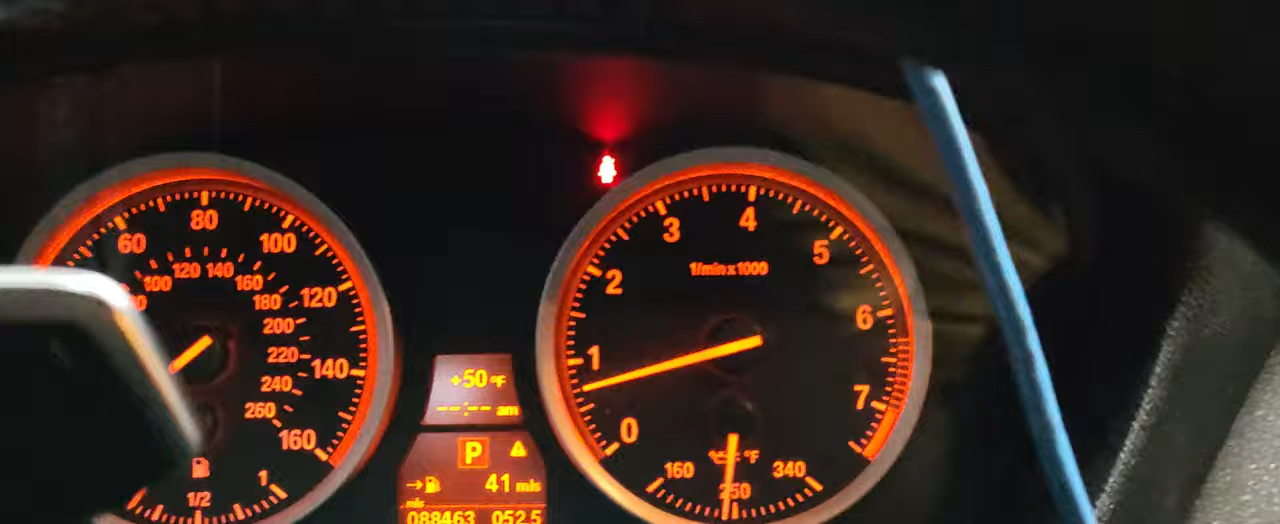 60 80 100 120 140 160
100 120 140 160 180 200 220 240 260
1/2 1
+50 °F
--:-- am
P
41 mls
mls
088463 052.5
0 1 2 3 4 5 6 7
1/min x 1000
°F
160 250 340